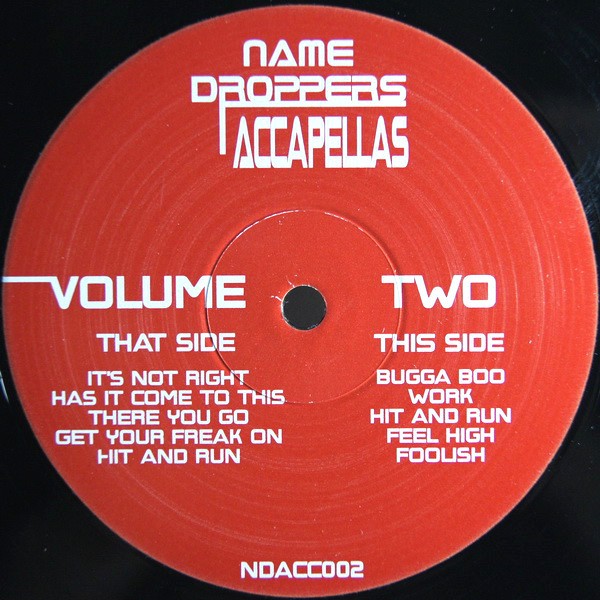 NAME
DROPPERS
ACCAPELLAS
VOLUME TWO
THAT SIDE
IT'S NOT RIGHT
HAS IT COME TO THIS
THERE YOU GO
GET YOUR FREAK ON
HIT AND RUN
THIS SIDE
BUGGA BOO
WORK
HIT AND RUN
FEEL HIGH
FOOLISH
NDACC002